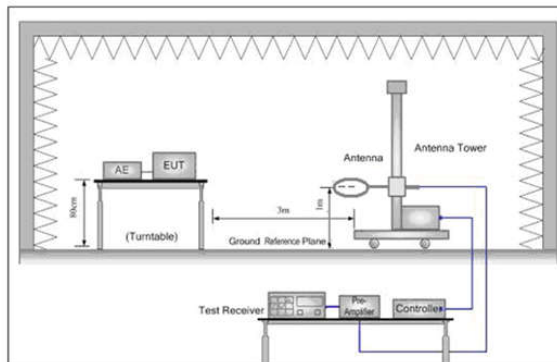 Antenna Tower
Antenna
AE
EUT
80cm
(Turntable)
3m
1m
Ground Reference Plane
Test Receiver
Pre-
Amplifier
Controller